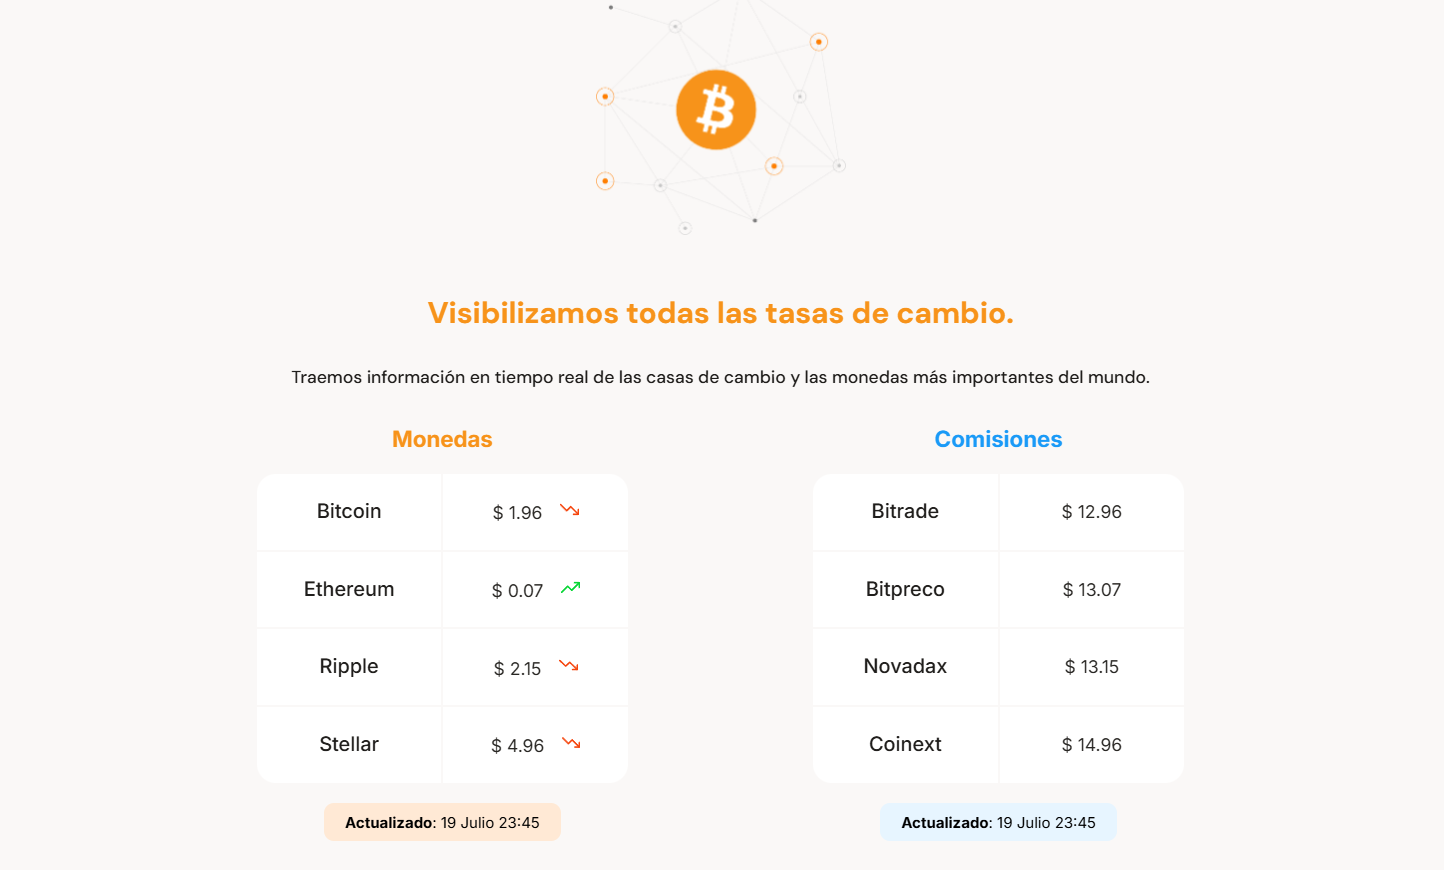 Visibilizamos todas las tasas de cambio.
Traemos información en tiempo real de las casas de cambio y las monedas más importantes del mundo.
Monedas
Bitcoin $ 1.96
Ethereum $ 0.07
Ripple $ 2.15
Stellar $ 4.96
Actualizado: 19 Julio 23:45
Comisiones
Bitrade $ 12.96
Bitpreco $ 13.07
Novadax $ 13.15
Coinext $ 14.96
Actualizado: 19 Julio 23:45